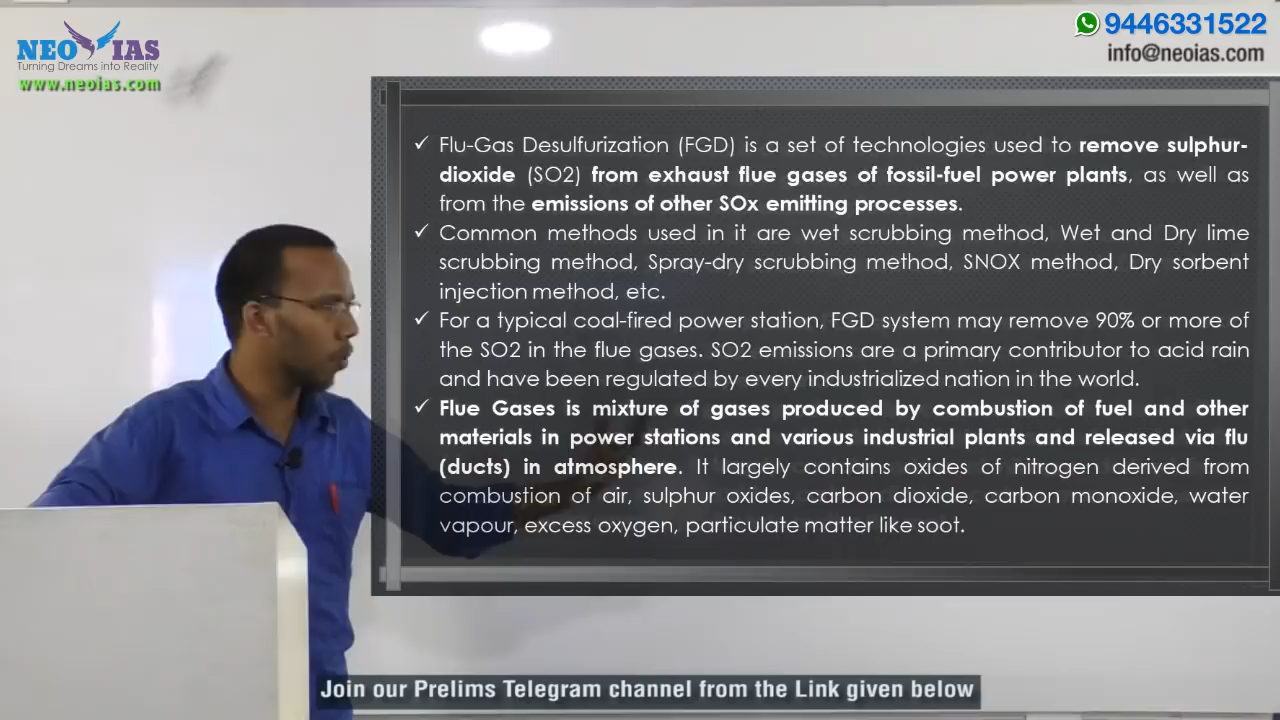 9446331522
NEO IAS
Turning Dreams into Reality
www.neoias.com
info@neoias.com
✓ Flu-Gas Desulfurization (FGD) is a set of technologies used to remove sulphur-
dioxide (SO2) from exhaust flue gases of fossil-fuel power plants, as well as
from the emissions of other SOx emitting processes.
✓ Common methods used in it are wet scrubbing method, Wet and Dry lime
scrubbing method, Spray-dry scrubbing method, SNOX method, Dry sorbent
injection method, etc.
✓ For a typical coal-fired power station, FGD system may remove 90% or more of
the SO2 in the flue gases. SO2 emissions are a primary contributor to acid rain
and have been regulated by every industrialized nation in the world.
✓ Flue Gases is mixture of gases produced by combustion of fuel and other
materials in power stations and various industrial plants and released via flu
(ducts) in atmosphere. It largely contains oxides of nitrogen derived from
combustion of air, sulphur oxides, carbon dioxide, carbon monoxide, water
vapour, excess oxygen, particulate matter like soot.
Join our Prelims Telegram channel from the Link given below